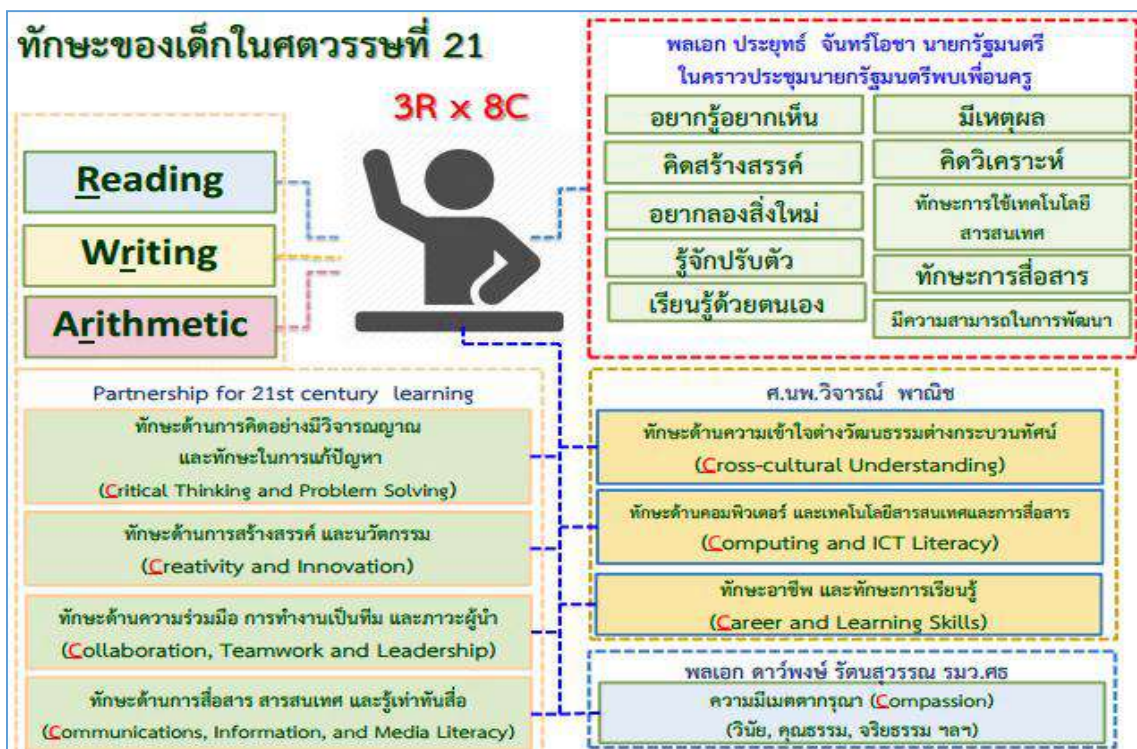 ทักษะของเด็กในศตวรรษที่ 21
3R x 8C
Reading
Writing
Arithmetic
พลเอก ประยุทธ์ จันทร์โอชา นายกรัฐมนตรี
ในคราวประชุมนายกรัฐมนตรีพบเพื่อนครู
อยากรู้อยากเห็น
คิดสร้างสรรค์
อยากลองสิ่งใหม่
รู้จักปรับตัว
เรียนรู้ด้วยตนเอง
มีเหตุผล
คิดวิเคราะห์
ทักษะการใช้เทคโนโลยี
สารสนเทศ
ทักษะการสื่อสาร
มีความสามารถในการพัฒนา
Partnership for 21st century learning
ทักษะด้านการคิดอย่างมีวิจารณญาณ
และทักษะในการแก้ปัญหา
(Critical Thinking and Problem Solving)
ทักษะด้านการสร้างสรรค์ และนวัตกรรม
(Creativity and Innovation)
ทักษะด้านความร่วมมือ การทำงานเป็นทีม และภาวะผู้นำ
(Collaboration, Teamwork and Leadership)
ทักษะด้านการสื่อสาร สารสนเทศ และรู้เท่าทันสื่อ
(Communications, Information, and Media Literacy)
ศ.นพ.วิจารณ์ พาณิช
ทักษะด้านความเข้าใจต่างวัฒนธรรมต่างกระบวนทัศน์
(Cross-cultural Understanding)
ทักษะด้านคอมพิวเตอร์ และเทคโนโลยีสารสนเทศและการสื่อสาร
(Computing and ICT Literacy)
ทักษะอาชีพ และทักษะการเรียนรู้
(Career and Learning Skills)
พลเอก ดาว์พงษ์ รัตนสุวรรณ รมว.ศธ
ความมีเมตตากรุณา (Compassion)
(วินัย, คุณธรรม, จริยธรรม ฯลฯ)